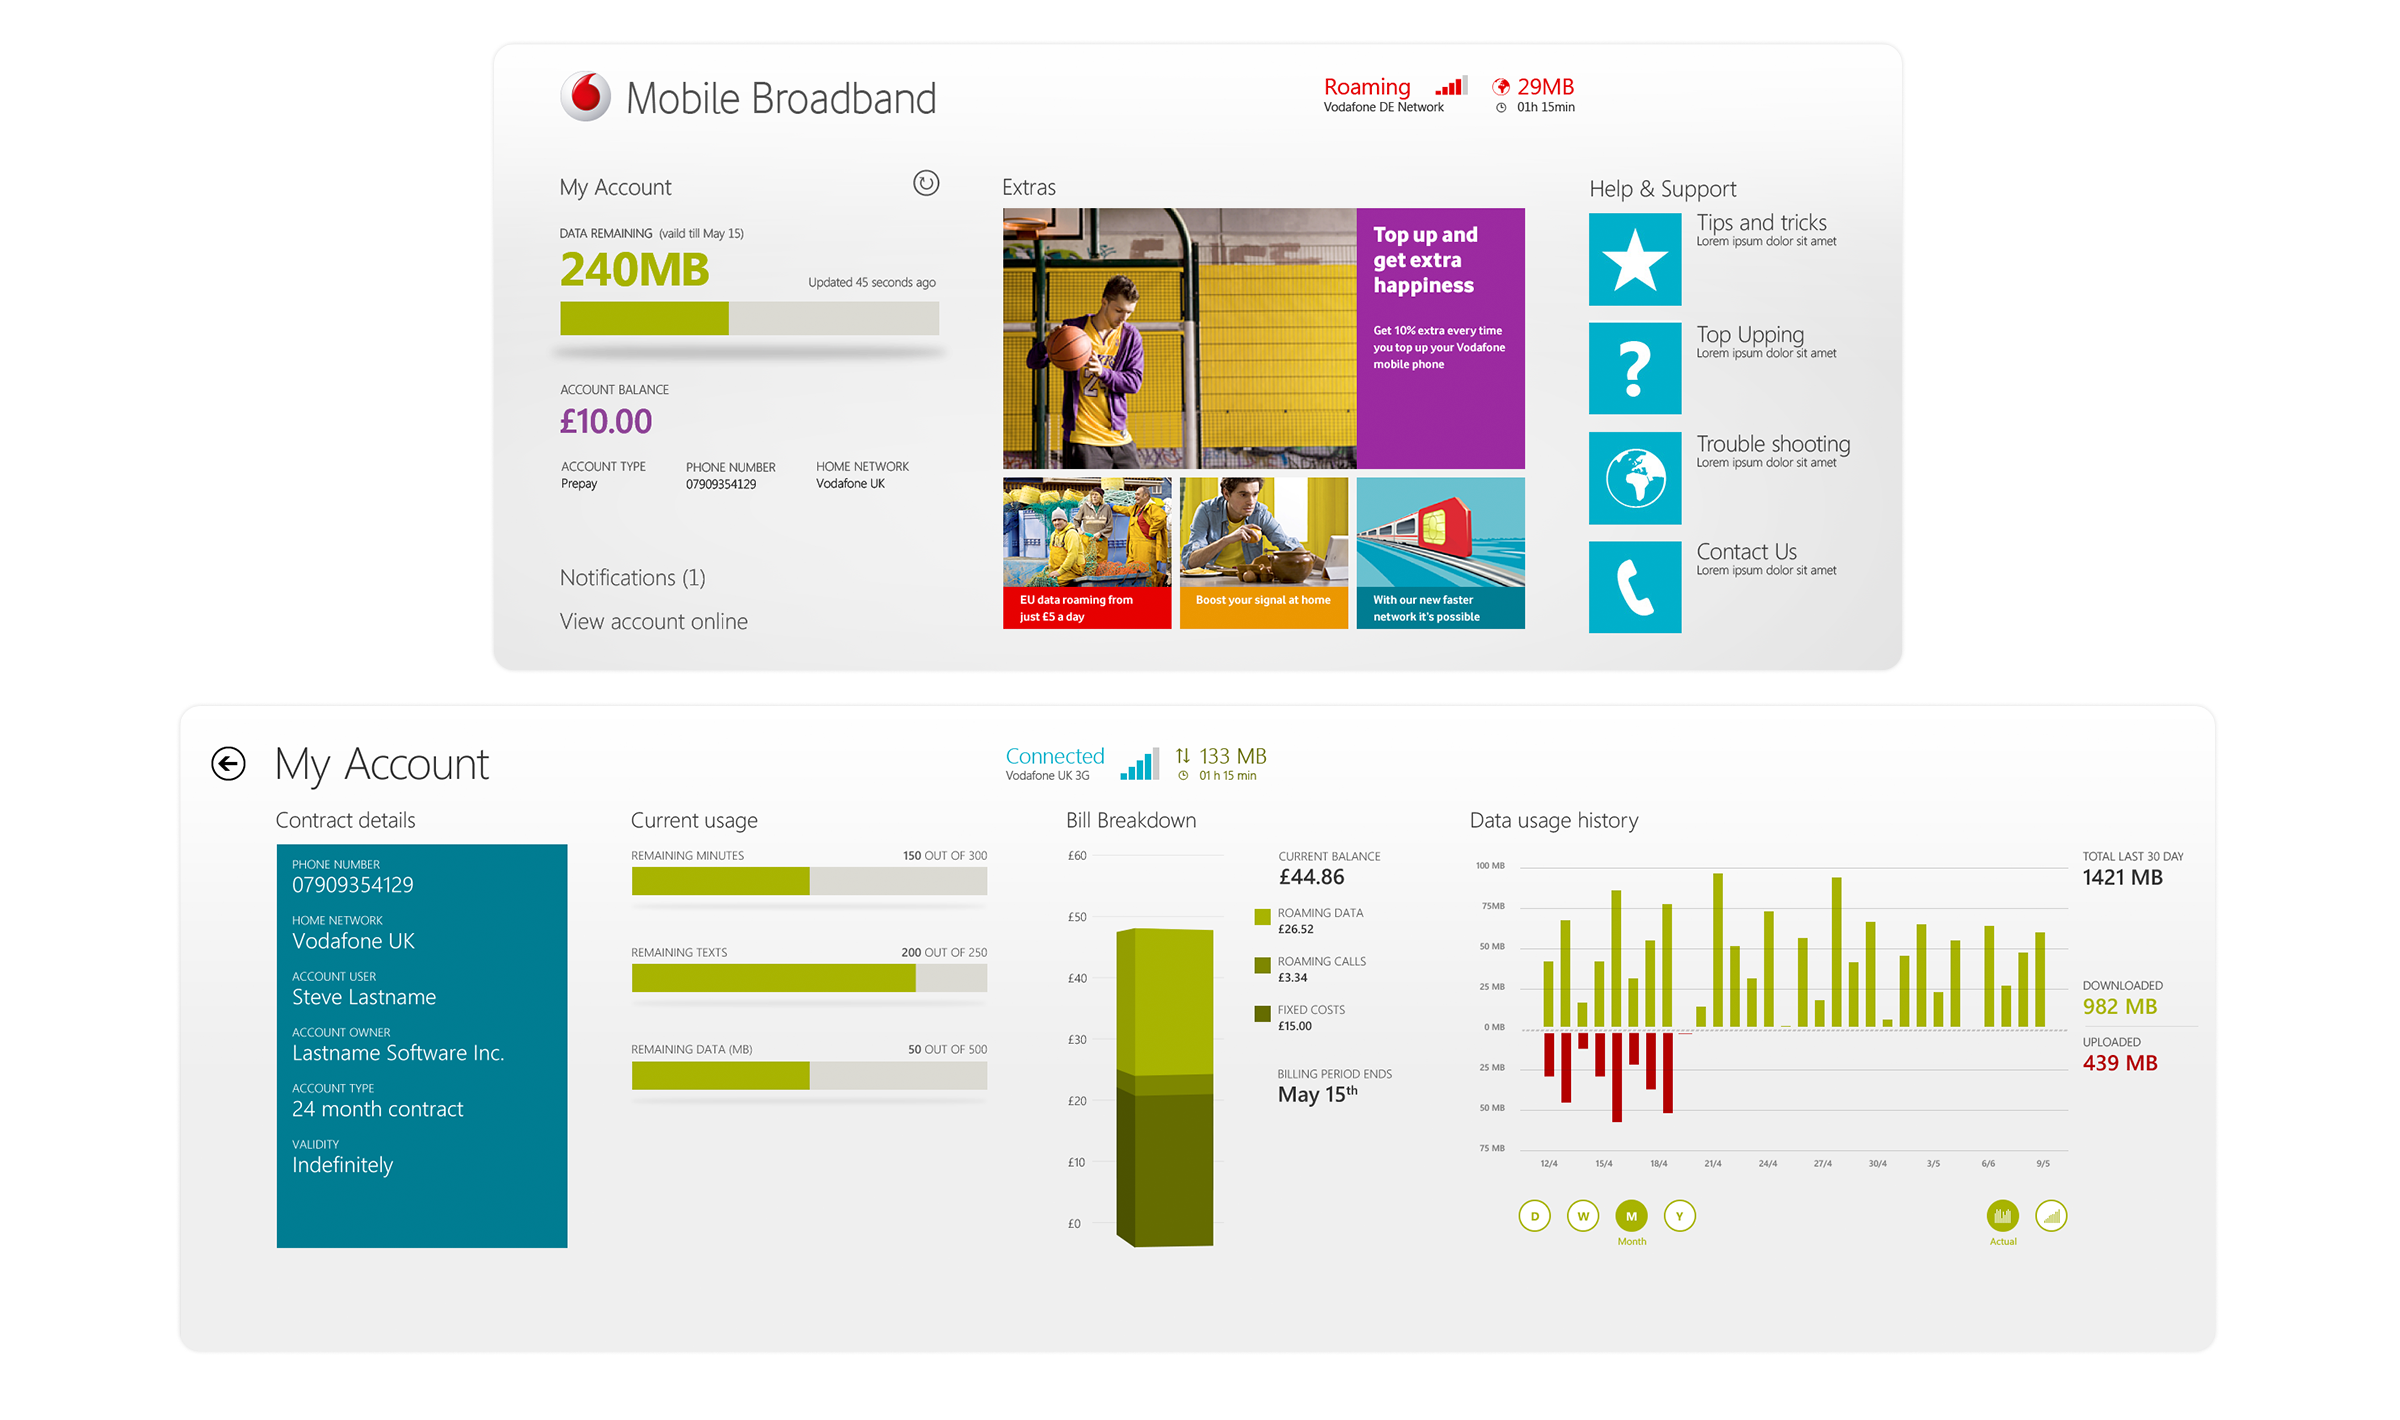 Mobile Broadband
Roaming
Vodafone DE Network
29MB
01h 15min
My Account
DATA REMAINING (vaild till May 15)
240MB
Updated 45 seconds ago
ACCOUNT BALANCE
£10.00
ACCOUNT TYPE
Prepay
PHONE NUMBER
07909354129
HOME NETWORK
Vodafone UK
Notifications (1)
View account online
Extras
Top up and
get extra
happiness
Get 10% extra every time
you top up your Vodafone
mobile phone
EU data roaming from
just £5 a day
Boost your signal at home
With our new faster
network it's possible
Help & Support
Tips and tricks
Lorem ipsum dolor sit amet
?
Top Upping
Lorem ipsum dolor sit amet
Trouble shooting
Lorem ipsum dolor sit amet
Contact Us
Lorem ipsum dolor sit amet
My Account
Connected
Vodafone UK 3G
133 MB
01 h 15 min
Contract details
PHONE NUMBER
07909354129
HOME NETWORK
Vodafone UK
ACCOUNT USER
Steve Lastname
ACCOUNT OWNER
Lastname Software Inc.
ACCOUNT TYPE
24 month contract
VALIDITY
Indefinitely
Current usage
REMAINING MINUTES 150 OUT OF 300
REMAINING TEXTS 200 OUT OF 250
REMAINING DATA (MB) 50 OUT OF 500
Bill Breakdown
£60
£50
£40
£30
£20
£10
£0
CURRENT BALANCE
£44.86
ROAMING DATA
£26.52
ROAMING CALLS
£3.34
FIXED COSTS
£15.00
BILLING PERIOD ENDS
May 15th
Data usage history
100 MB
75MB
50 MB
25 MB
0 MB
25 MB
50 MB
75 MB
12/4 15/4 18/4 21/4 24/4 27/4 30/4 3/5 6/6 9/5
D W M Y
Month
Actual
TOTAL LAST 30 DAY
1421 MB
DOWNLOADED
982 MB
UPLOADED
439 MB